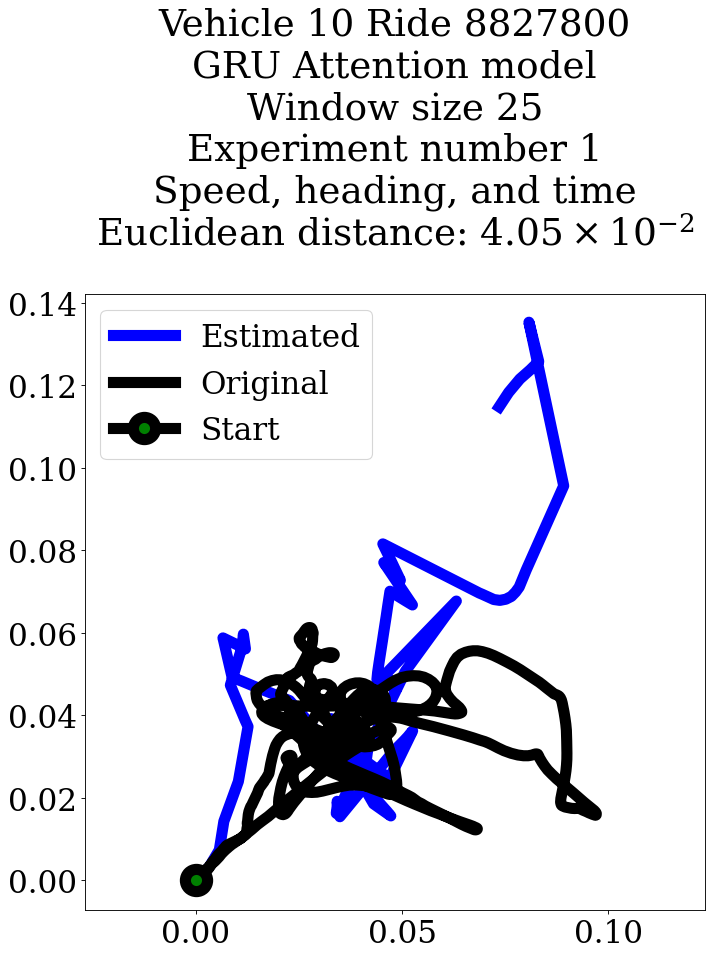 Vehicle 10 Ride 8827800
GRU Attention model
Window size 25
Experiment number 1
Speed, heading, and time
Euclidean distance: 4.05 × 10⁻²
0.14
0.12
0.10
0.08
0.06
0.04
0.02
0.00
Estimated
Original
Start
0.00 0.05 0.10